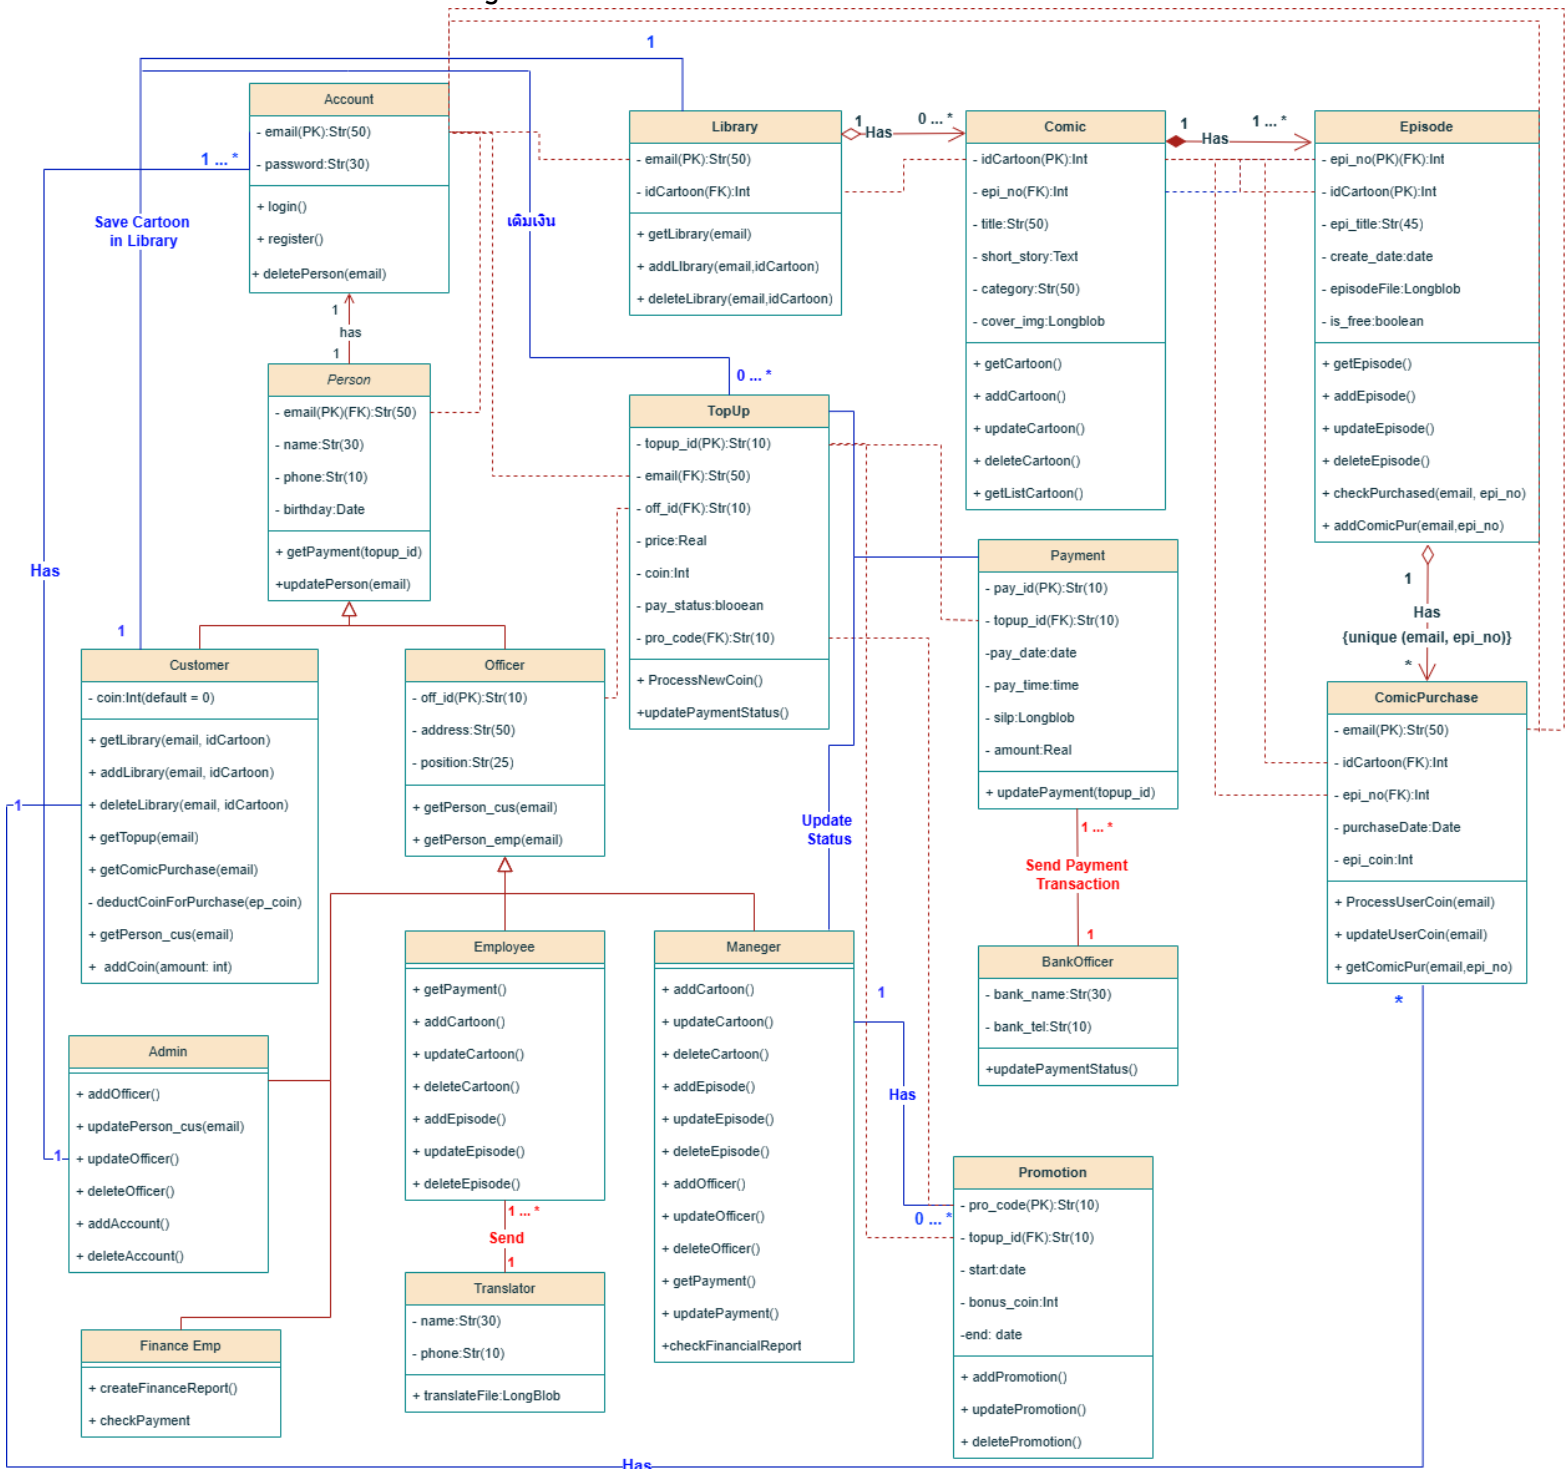 g
Account
- email(PK):Str(50)
- password:Str(30)
+ login()
+ register()
+ deletePerson(email)
1
has
1
Person
- email(PK)(FK):Str(50)
- name:Str(30)
- phone:Str(10)
- birthday:Date
+ getPayment(topup_id)
+updatePerson(email)
1 ... *
Save Cartoon
in Library
Has
1
1
เติมเงิน
Library
- email(PK):Str(50)
- idCartoon(FK):Int
+ getLibrary(email)
+ addLIbrary(email,idCartoon)
+ deleteLibrary(email,idCartoon)
1
Has
0 ... *
Comic
- idCartoon(PK):Int
- epi_no(FK):Int
- title:Str(50)
- short_story:Text
- category:Str(50)
- cover_img:Longblob
+ getCartoon()
+ addCartoon()
+ updateCartoon()
+ deleteCartoon()
+ getListCartoon()
1
Has
1 ... *
Episode
- epi_no(PK)(FK):Int
- idCartoon(PK):Int
- epi_title:Str(45)
- create_date:date
- episodeFile:Longblob
- is_free:boolean
+ getEpisode()
+ addEpisode()
+ updateEpisode()
+ deleteEpisode()
+ checkPurchased(email, epi_no)
+ addComicPur(email,epi_no)
1
Has
{unique (email, epi_no)}
*
0 ... *
TopUp
- topup_id(PK):Str(10)
- email(FK):Str(50)
- off_id(FK):Str(10)
- price:Real
- coin:Int
- pay_status:blooean
- pro_code(FK):Str(10)
+ ProcessNewCoin()
+updatePaymentStatus()
Payment
- pay_id(PK):Str(10)
- topup_id(FK):Str(10)
-pay_date:date
- pay_time:time
- silp:Longblob
- amount:Real
+ updatePayment(topup_id)
1 ... *
Send Payment
Transaction
1
Update
Status
Customer
- coin:Int(default = 0)
+ getLibrary(email, idCartoon)
+ addLibrary(email, idCartoon)
+ deleteLibrary(email, idCartoon)
+ getTopup(email)
+ getComicPurchase(email)
- deductCoinForPurchase(ep_coin)
+ getPerson_cus(email)
+ addCoin(amount: int)
1
Officer
- off_id(PK):Str(10)
- address:Str(50)
- position:Str(25)
+ getPerson_cus(email)
+ getPerson_emp(email)
ComicPurchase
- email(PK):Str(50)
- idCartoon(FK):Int
- epi_no(FK):Int
- purchaseDate:Date
- epi_coin:Int
+ ProcessUserCoin(email)
+ updateUserCoin(email)
+ getComicPur(email,epi_no)
*
Employee
+ getPayment()
+ addCartoon()
+ updateCartoon()
+ deleteCartoon()
+ addEpisode()
+ updateEpisode()
+ deleteEpisode()
1 ... *
Send
1
Maneger
+ addCartoon()
+ updateCartoon()
+ deleteCartoon()
+ addEpisode()
+ updateEpisode()
+ deleteEpisode()
+ addOfficer()
+ updateOfficer()
+ deleteOfficer()
+ getPayment()
+ updatePayment()
+checkFinancialReport
1
Has
0 ... *
BankOfficer
- bank_name:Str(30)
- bank_tel:Str(10)
+updatePaymentStatus()
Admin
+ addOfficer()
+ updatePerson_cus(email)
+ updateOfficer()
+ deleteOfficer()
+ addAccount()
+ deleteAccount()
1
Promotion
- pro_code(PK):Str(10)
- topup_id(FK):Str(10)
- start:date
- bonus_coin:Int
-end: date
+ addPromotion()
+ updatePromotion()
+ deletePromotion()
Translator
- name:Str(30)
- phone:Str(10)
+ translateFile:LongBlob
Finance Emp
+ createFinanceReport()
+ checkPayment
Has